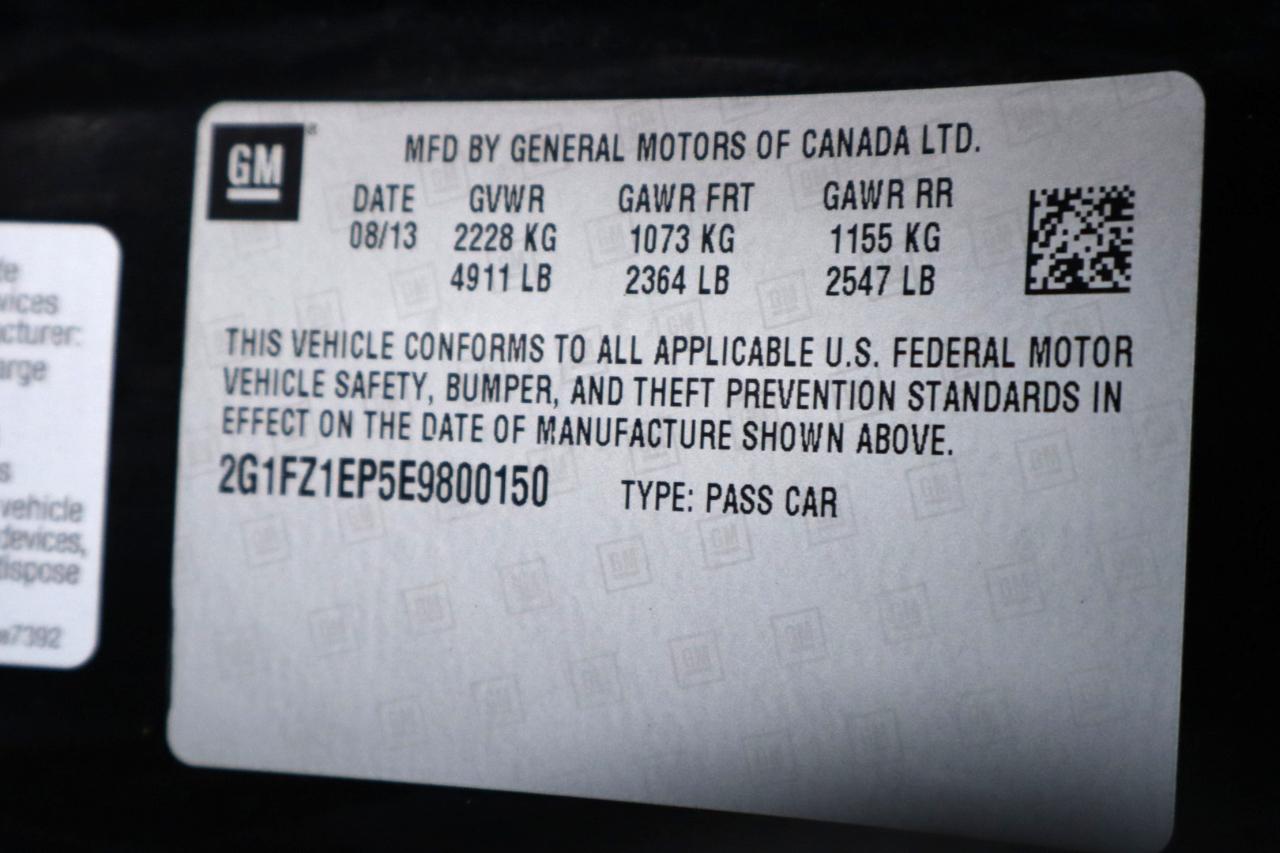 GM
MFD BY GENERAL MOTORS OF CANADA LTD.
DATE GVWR GAWR FRT GAWR RR
08/13 2228 KG 1073 KG 1155 KG
4911 LB 2364 LB 2547 LB
THIS VEHICLE CONFORMS TO ALL APPLICABLE U.S. FEDERAL MOTOR
VEHICLE SAFETY, BUMPER, AND THEFT PREVENTION STANDARDS IN
EFFECT ON THE DATE OF MANUFACTURE SHOWN ABOVE.
2G1FZ1EP5E9800150 TYPE: PASS CAR
vehicle
devices,
dispose
7392